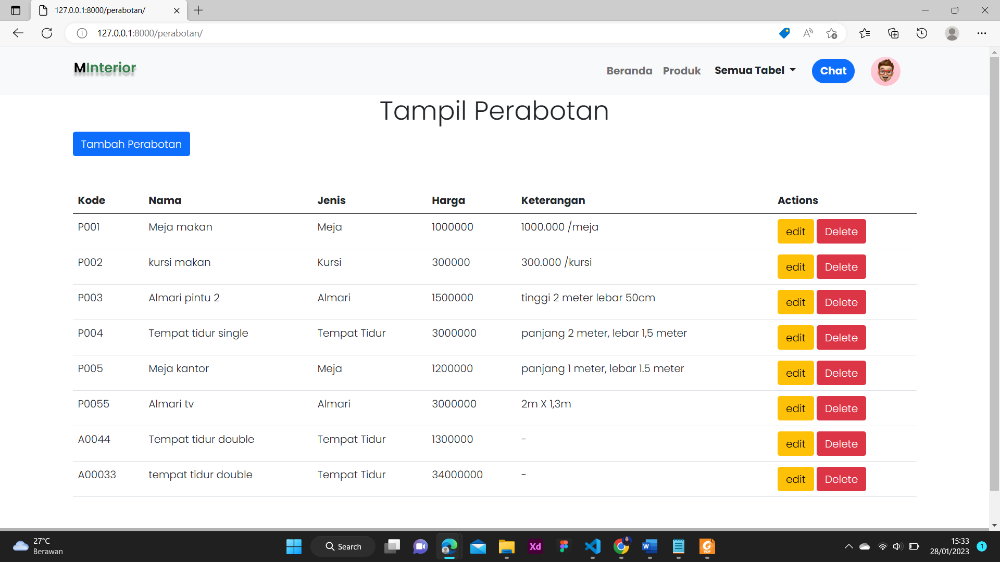 127.0.0.1:8000/perabotan/
127.0.0.1:8000/perabotan/
MInterior
Beranda Produk Semua Tabel Chat
Tampil Perabotan
Tambah Perabotan
Kode Nama Jenis Harga Keterangan Actions
P001 Meja makan Meja 1000000 1000.000 /meja edit Delete
P002 kursi makan Kursi 300000 300.000 /kursi edit Delete
P003 Almari pintu 2 Almari 1500000 tinggi 2 meter lebar 50cm edit Delete
P004 Tempat tidur single Tempat Tidur 3000000 panjang 2 meter, lebar 1,5 meter edit Delete
P005 Meja kantor Meja 1200000 panjang 1 meter, lebar 1.5 meter edit Delete
P0055 Almari tv Almari 3000000 2m X 1,3m edit Delete
A0044 Tempat tidur double Tempat Tidur 1300000 - edit Delete
A00033 tempat tidur double Tempat Tidur 34000000 - edit Delete
27°C
Berawan
Search
Xd
W
PDF
15:33
28/01/2023
1